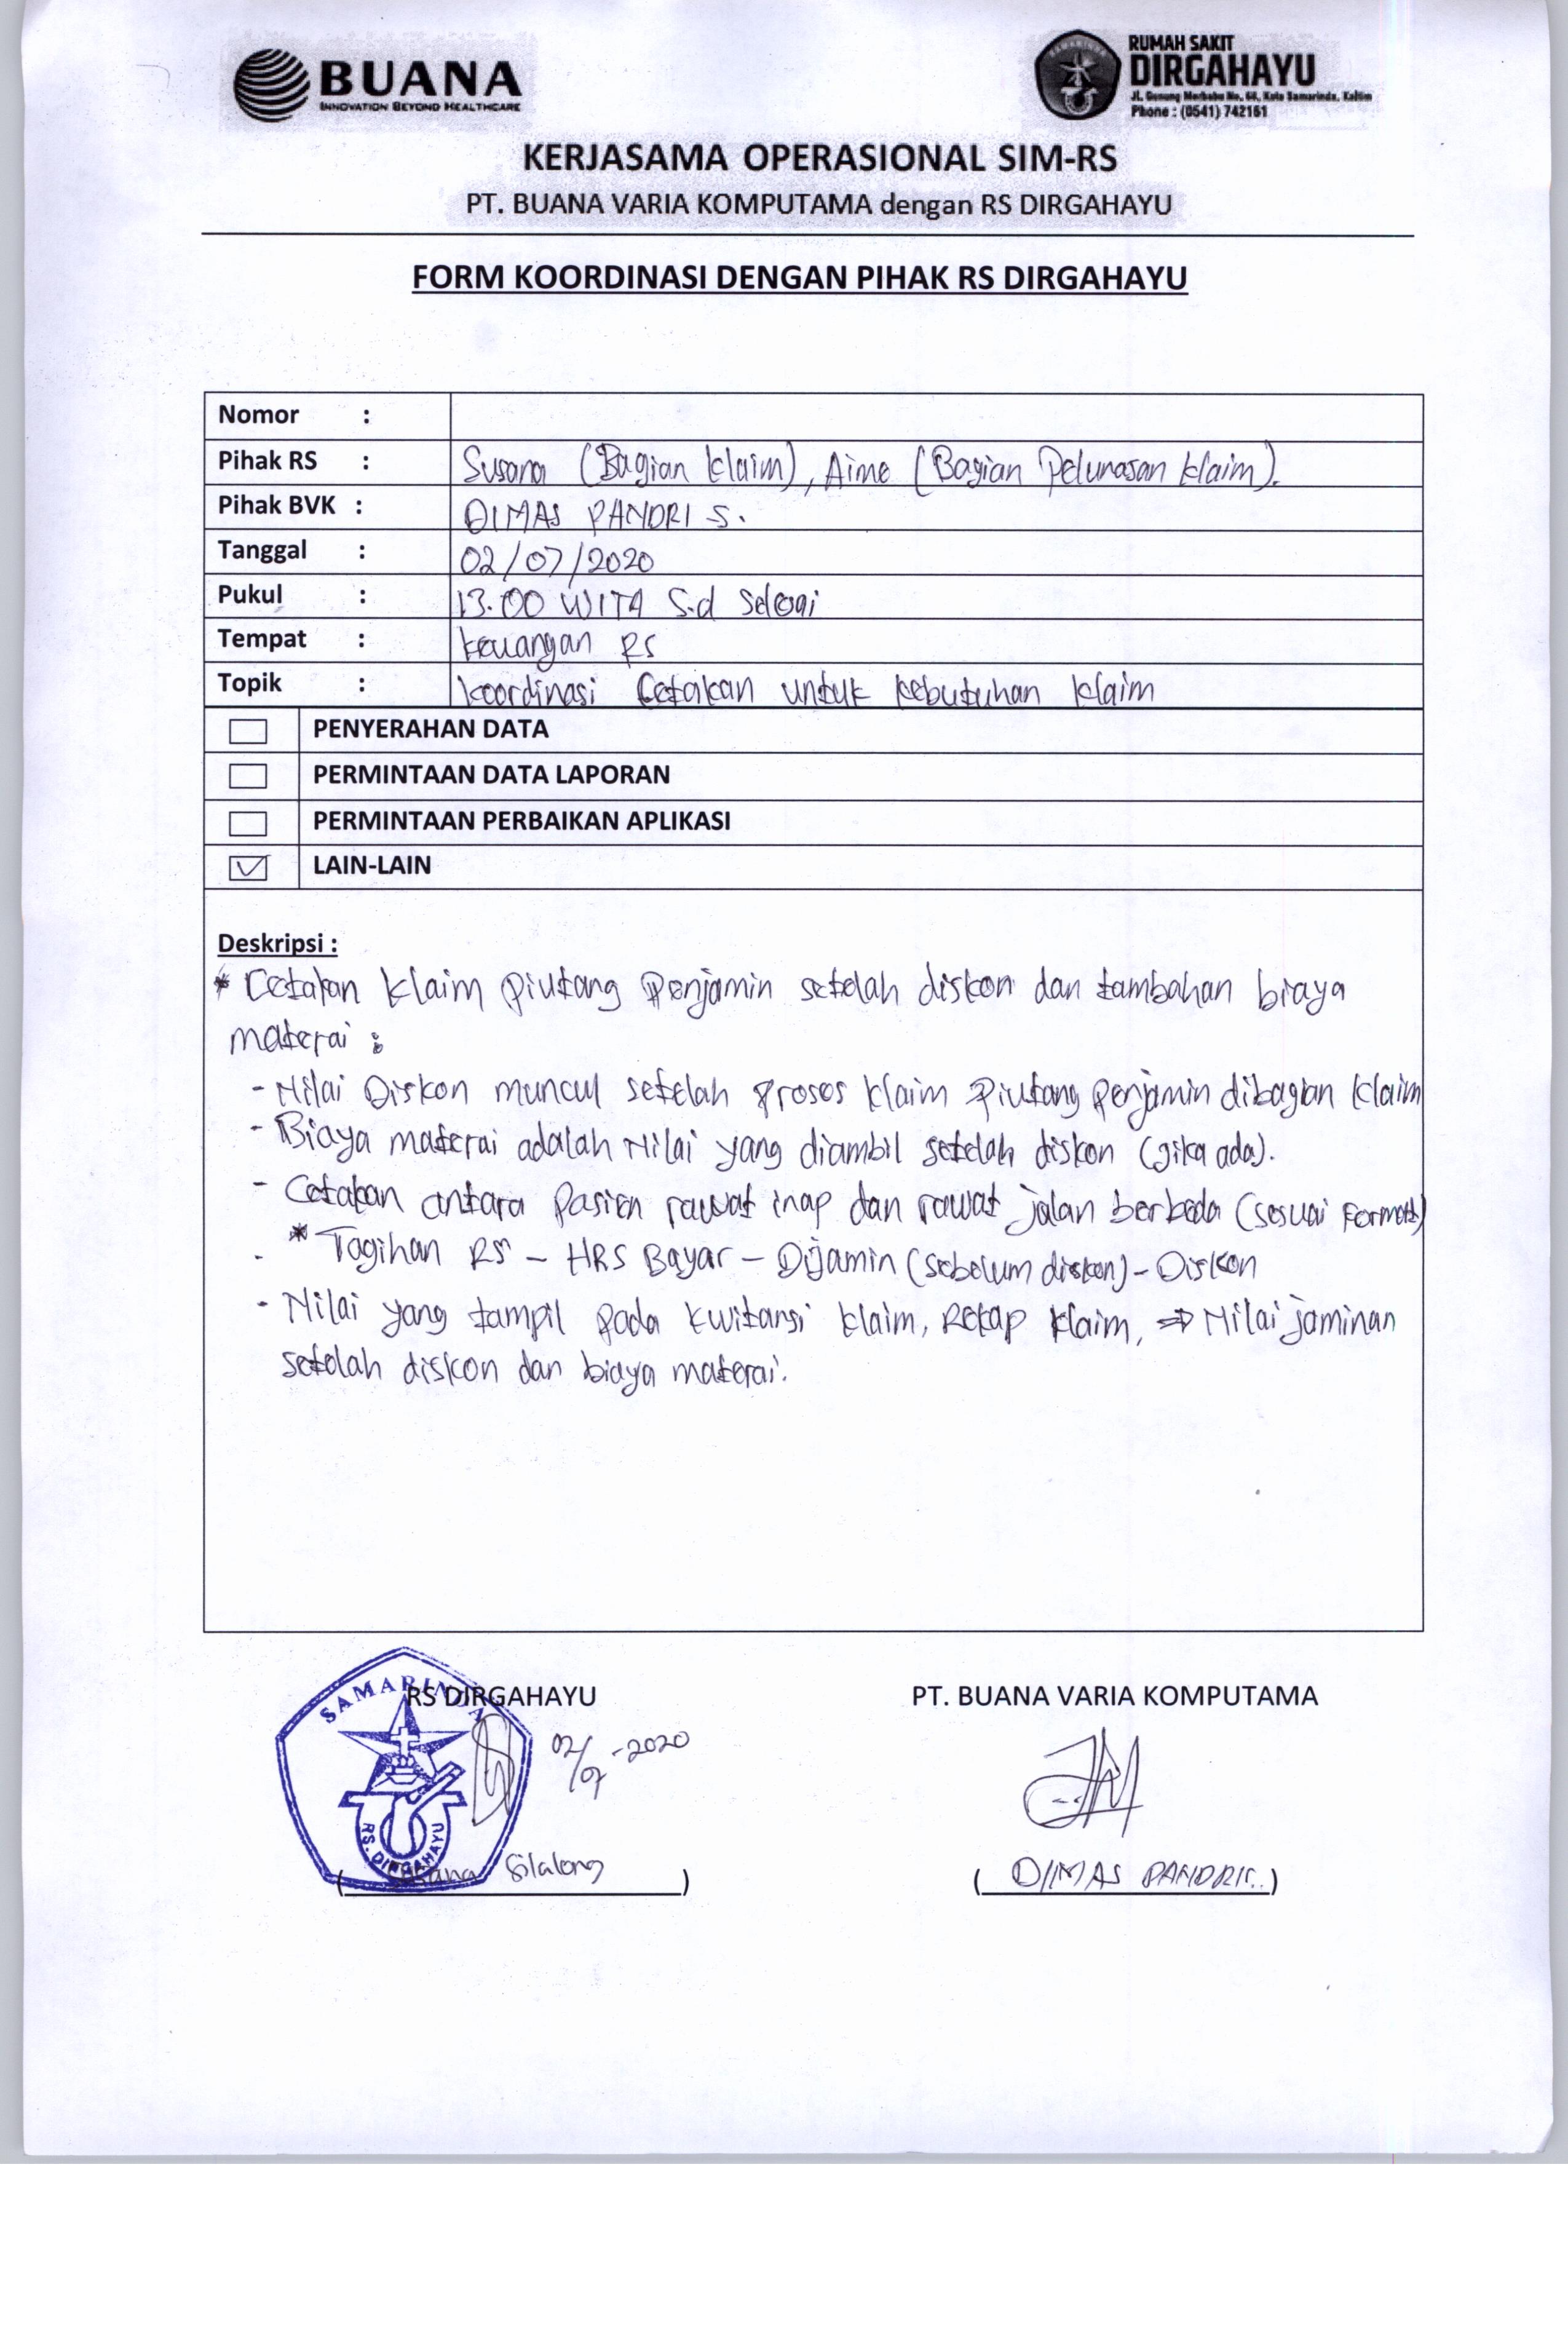 BUANA
INNOVATION BEYOND HEALTHCARE
RUMAH SAKIT
DIRGAHAYU
Jl. Gunung Merbabu No. 62, Kota Samarinda, Kaltim
Phone : (0541) 742161
KERJASAMA OPERASIONAL SIM-RS
PT. BUANA VARIA KOMPUTAMA dengan RS DIRGAHAYU
FORM KOORDINASI DENGAN PIHAK RS DIRGAHAYU
Nomor :
Pihak RS : Susana (Bagian klaim), Aime (Bagian Pelunasan klaim).
Pihak BVK : DIMAS PANDRI S.
Tanggal : 02/07/2020
Pukul : 13.00 WITA S.d Selesai
Tempat : keuangan RS
Topik : koordinasi Cetakan untuk kebutuhan klaim
PENYERAHAN DATA
PERMINTAAN DATA LAPORAN
PERMINTAAN PERBAIKAN APLIKASI
LAIN-LAIN
Deskripsi :
* Cetakan klaim piutang Penjamin setelah diskon dan tambahan biaya
materai :
- Nilai Diskon muncul setelah proses klaim Piutang penjamin dibagian klaim
- Biaya materai adalah Nilai yang diambil setelah diskon (jika ada).
- Cetakan antara Pasien rawat inap dan rawat jalan berbeda (sesuai Format)
* Tagihan RS - HRS Bayar - Dijamin (sebelum diskon) - Diskon
- Nilai yang tampil pada kwitansi klaim, Rekap klaim, ⇒ Nilai jaminan
setelah diskon dan biaya materai.
RS DIRGAHAYU
PT. BUANA VARIA KOMPUTAMA
SAMARINDA
02/07-2020
RS. DIRGAHAYU
( Susana Silalong )
( DIMAS PANDRI S.. )